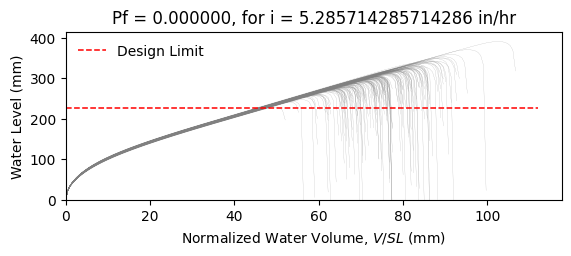 Pf = 0.000000, for i = 5.285714285714286 in/hr
Design Limit
Water Level (mm)
400
300
200
100
0
0 20 40 60 80 100
Normalized Water Volume, V/SL (mm)